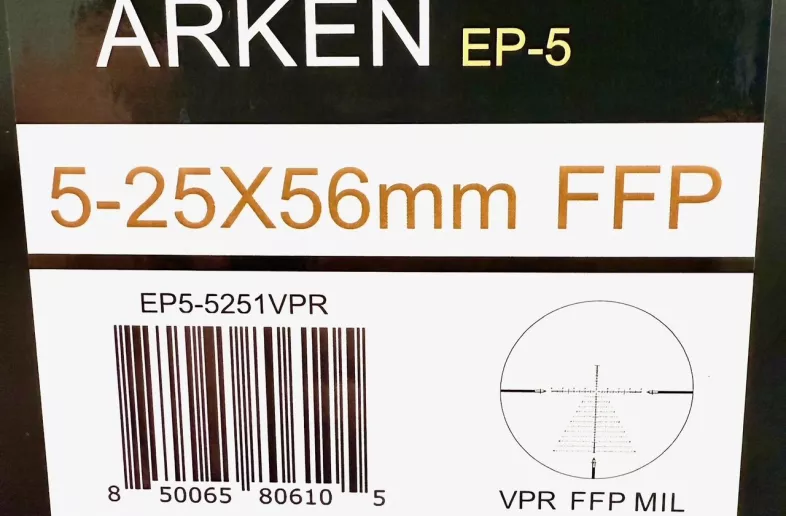 ARKEN EP-5
5-25X56mm FFP
EP5-5251VPR
8 50065 80610 5
VPR FFP MIL